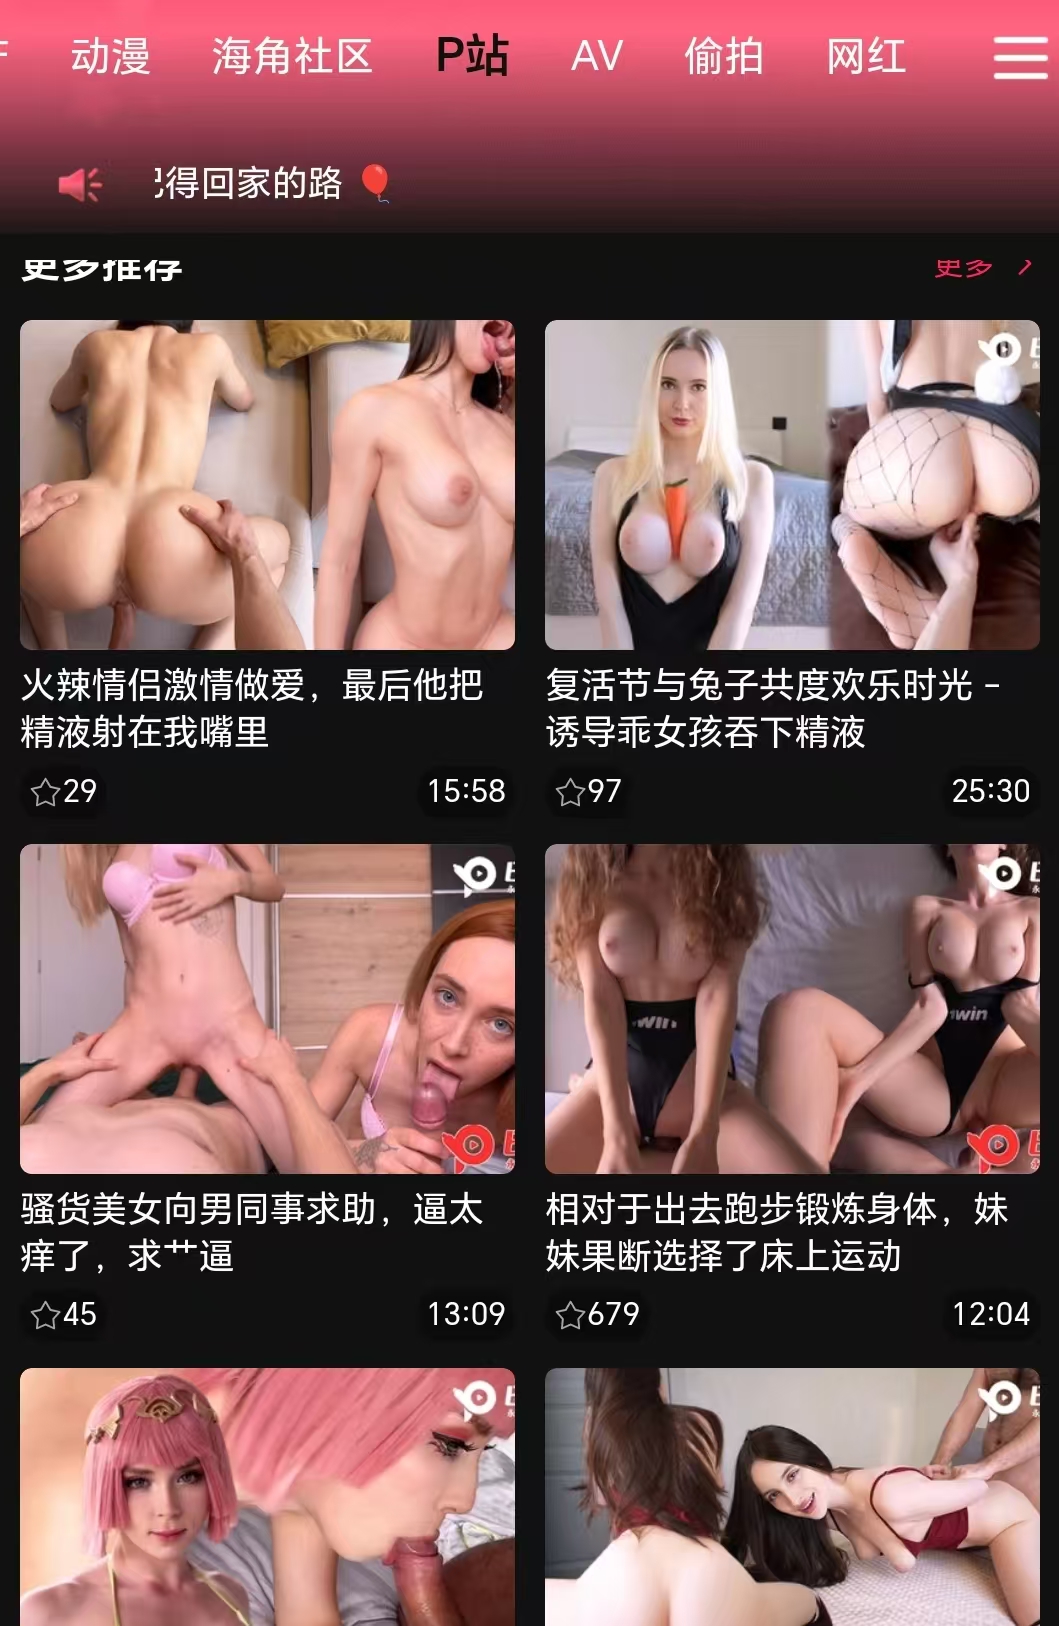 动漫 海角社区 P站 AV 偷拍 网红
得回家的路
更多推荐 更多
火辣情侣激情做爱，最后他把
精液射在我嘴里
29 15:58
复活节与兔子共度欢乐时光 -
诱导乖女孩吞下精液
97 25:30
骚货美女向男同事求助，逼太
痒了，求艹逼
45 13:09
相对于出去跑步锻炼身体，妹
妹果断选择了床上运动
679 12:04